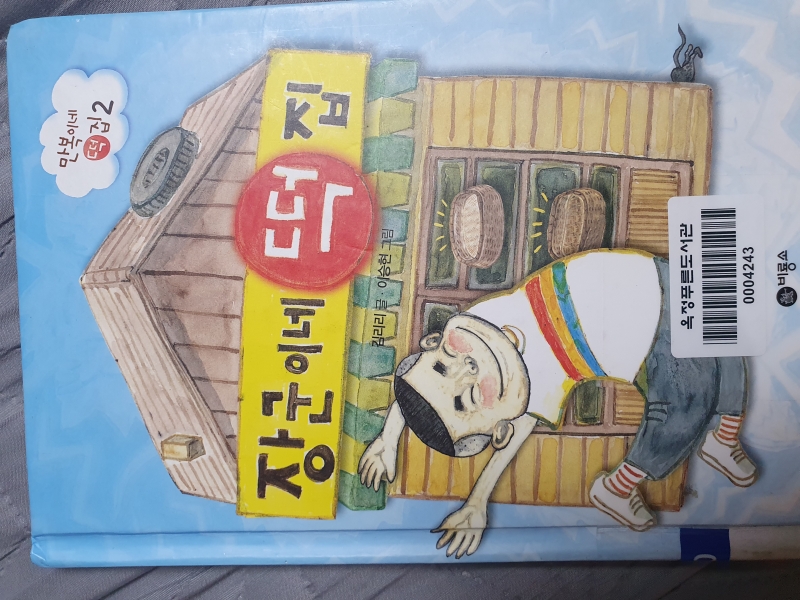 만복이네
떡집2
장군이네 떡집
김리리 글·이승현 그림
옥정푸른도서관
0004243
비룡소